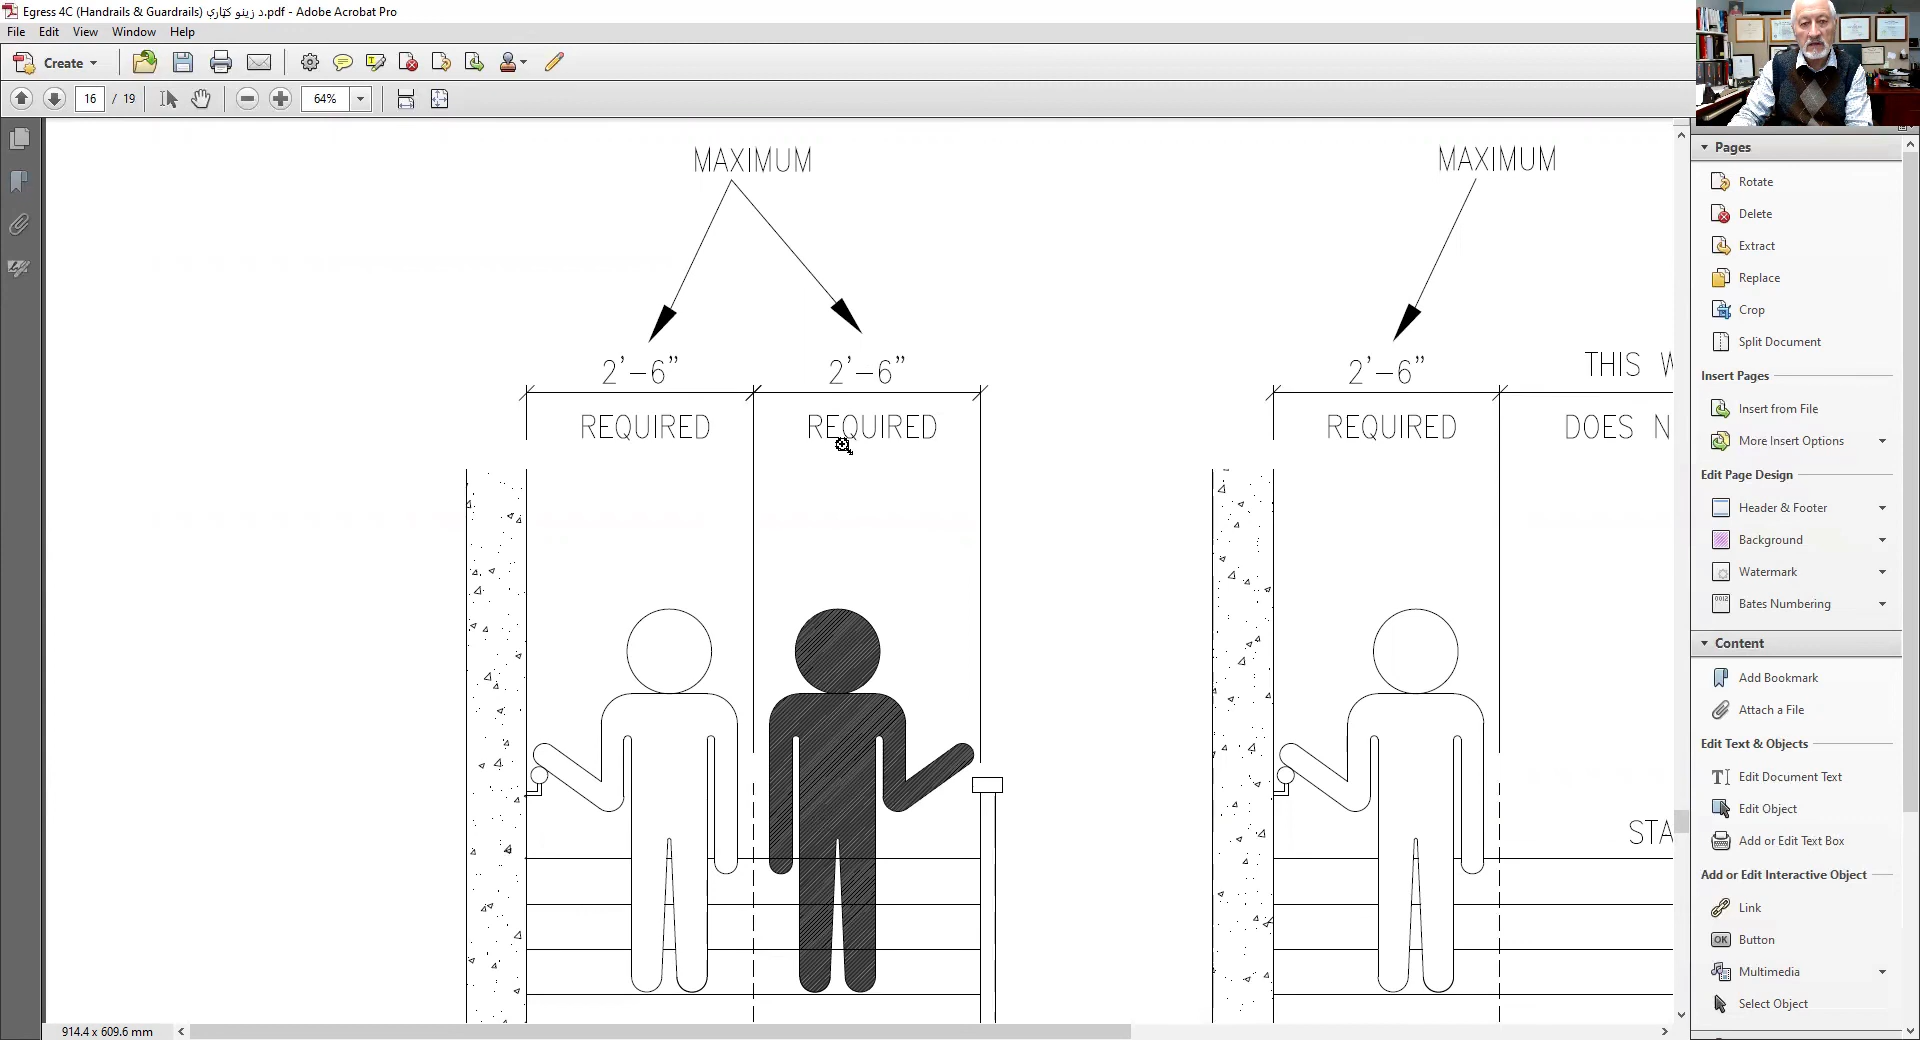 Egress 4C (Handrails & Guardrails) د زينو کټارې.pdf - Adobe Acrobat Pro
File Edit View Window Help
Create
16 / 19 64%
MAXIMUM MAXIMUM
2'-6" 2'-6" 2'-6" THIS
REQUIRED REQUIRED REQUIRED DOES
914.4 x 609.6 mm
Pages
Rotate
Delete
Extract
Replace
Crop
Split Document
Insert Pages
Insert from File
More Insert Options
Edit Page Design
Header & Footer
Background
Watermark
Bates Numbering
Content
Add Bookmark
Attach a File
Edit Text & Objects
Edit Document Text
Edit Object
Add or Edit Text Box
Add or Edit Interactive Object
Link
OK Button
Multimedia
Select Object